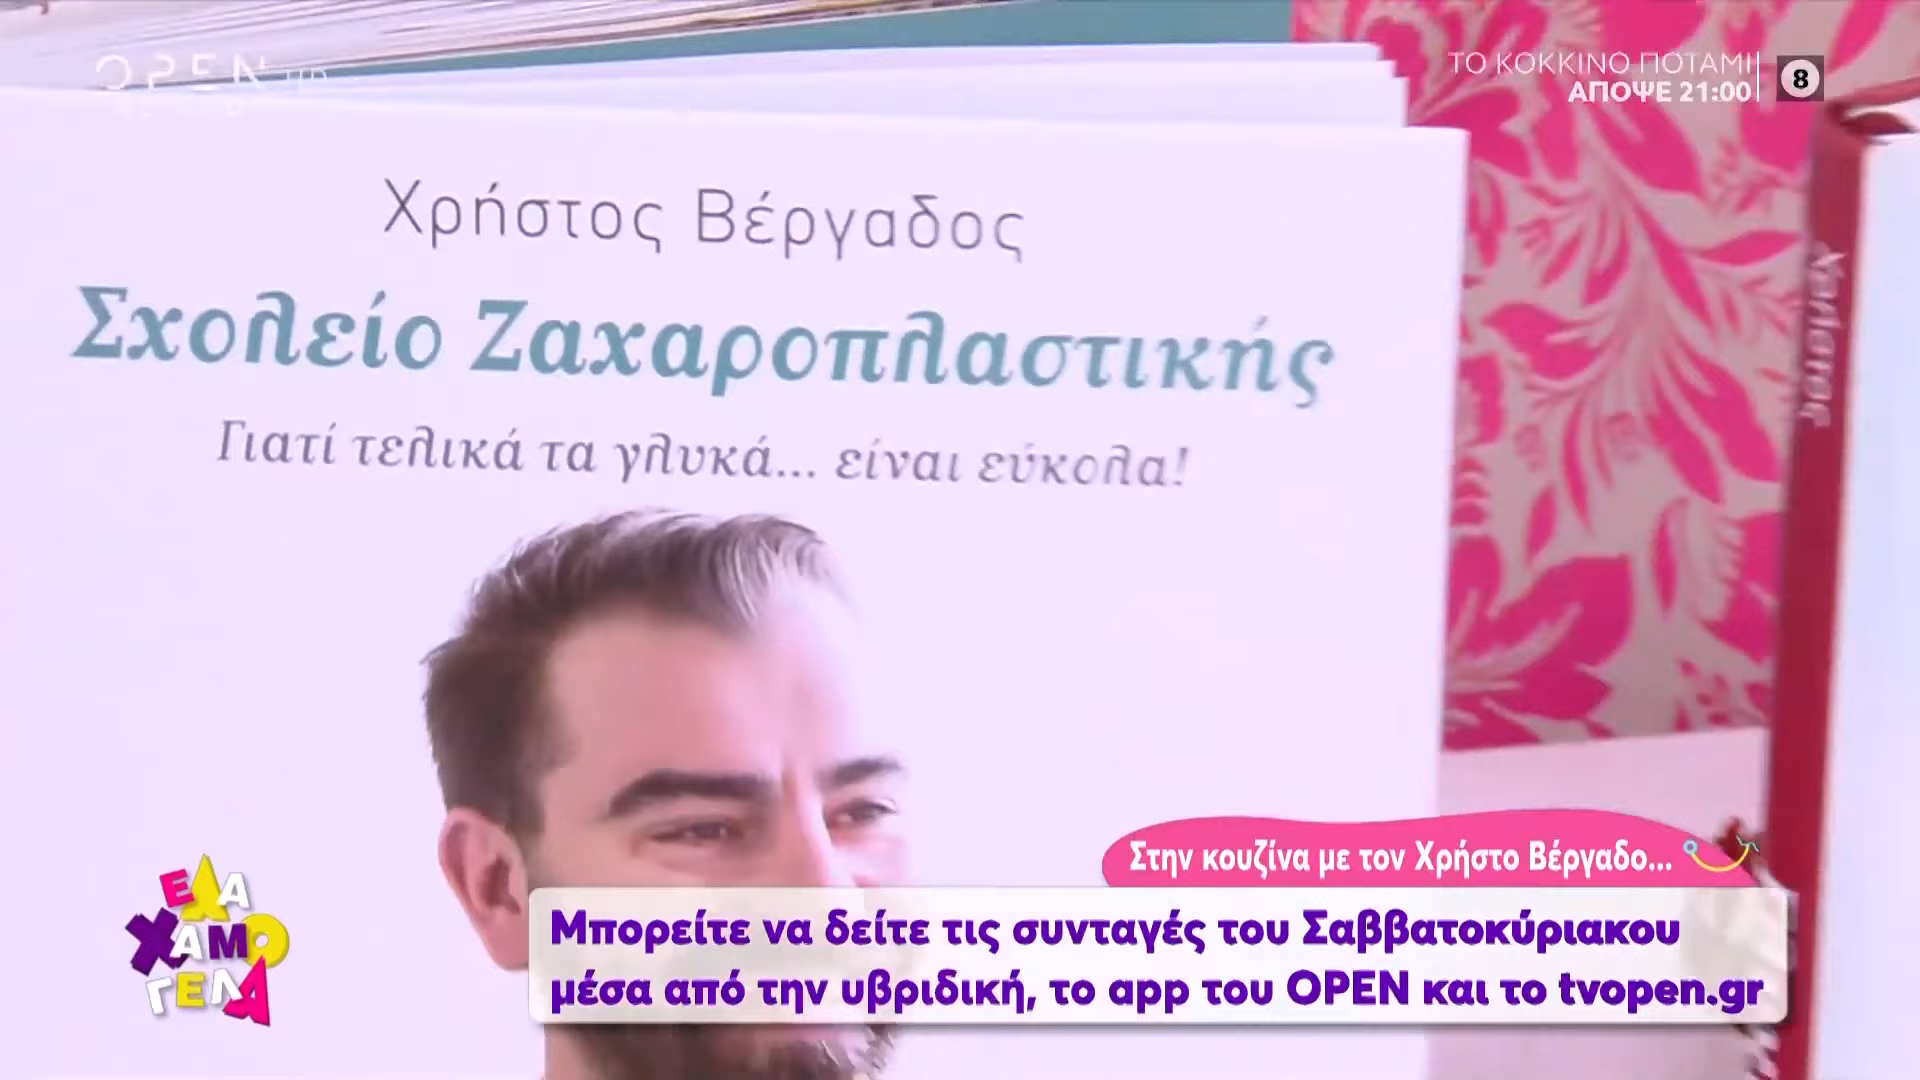 OPEN HD
ΤΟ ΚΟΚΚΙΝΟ ΠΟΤΑΜΙ
ΑΠΟΨΕ 21:00
8
Χρήστος Βέργαδος
Σχολείο Ζαχαροπλαστικής
Γιατί τελικά τα γλυκά... είναι εύκολα!
Χρήστος
Στην κουζίνα με τον Χρήστο Βέργαδο...
Μπορείτε να δείτε τις συνταγές του Σαββατοκύριακου
μέσα από την υβριδική, το app του OPEN και το tvopen.gr
ΕΛΑ
ΧΑΜΟ
ΓΕΛΑ